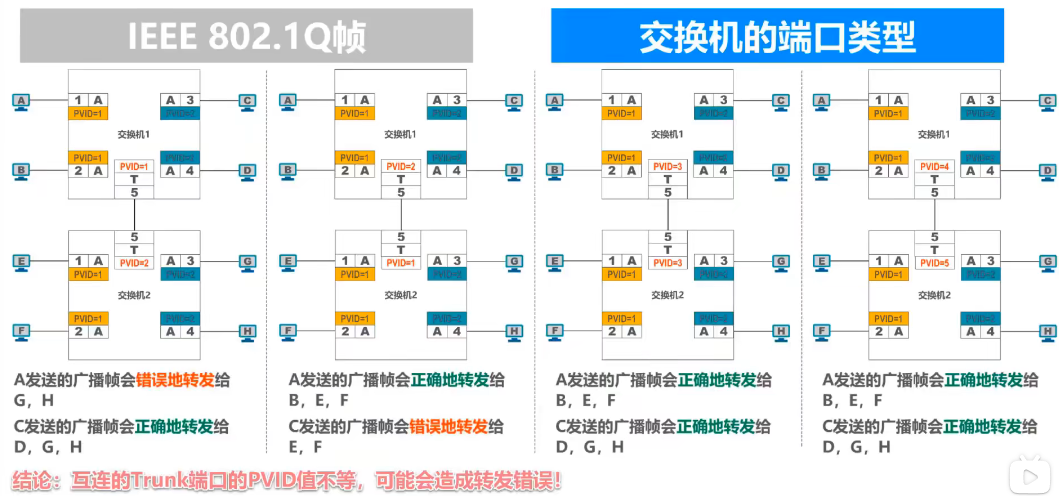 IEEE 802.1Q帧
交换机的端口类型
A
1 A
PVID=1
A 3
PVID=2
C
交换机1
B
PVID=1
2 A
PVID=1
T
5
PVID=2
A 4
D
5
T
PVID=2
E
1 A
PVID=1
A 3
PVID=2
G
交换机2
F
PVID=1
2 A
PVID=2
A 4
H
A发送的广播帧会错误地转发给
G，H
C发送的广播帧会正确地转发给
D，G，H
A
1 A
PVID=1
A 3
PVID=2
C
交换机1
B
PVID=1
2 A
PVID=2
T
5
PVID=2
A 4
D
5
T
PVID=1
E
1 A
PVID=1
A 3
PVID=2
G
交换机2
F
PVID=1
2 A
PVID=2
A 4
H
A发送的广播帧会正确地转发给
B，E，F
C发送的广播帧会错误地转发给
E，F
A
1 A
PVID=1
A 3
PVID=2
C
交换机1
B
PVID=1
2 A
PVID=3
T
5
PVID=2
A 4
D
5
T
PVID=3
E
1 A
PVID=1
A 3
PVID=2
G
交换机2
F
PVID=1
2 A
PVID=2
A 4
H
A发送的广播帧会正确地转发给
B，E，F
C发送的广播帧会正确地转发给
D，G，H
A
1 A
PVID=1
A 3
PVID=2
C
交换机1
B
PVID=1
2 A
PVID=4
T
5
PVID=2
A 4
D
5
T
PVID=5
E
1 A
PVID=1
A 3
PVID=2
G
交换机2
F
PVID=1
2 A
PVID=2
A 4
H
A发送的广播帧会正确地转发给
B，E，F
C发送的广播帧会正确地转发给
D，G，H
结论：互连的Trunk端口的PVID值不等，可能会造成转发错误！